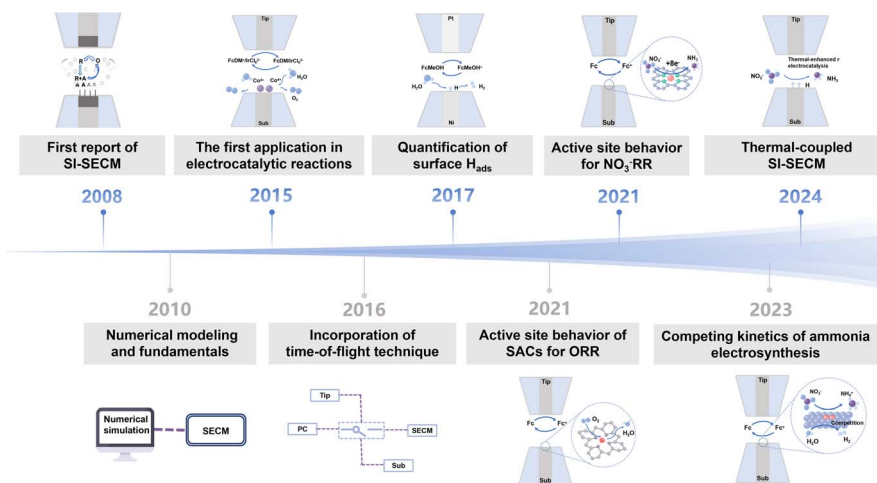 Tip
R O
R+A
A A A A
Sub
First report of
SI-SECM
2008
Tip
FcDM⁺/IrCl₆²⁻ FcDM/IrCl₆³⁻
Co³⁺ Co⁴⁺ H₂O
O₂
Sub
The first application in
electrocatalytic reactions
2015
Pt
FcMeOH FcMeOH⁺
H₂O H H₂
Ni
Quantification of
surface Hads
2017
Tip
Fc Fc⁺
NO₃⁻ +8e⁻ NH₃
Sub
Active site behavior
for NO₃⁻RR
2021
Tip
Thermal-enhanced r
electrocatalysis
NO₃⁻ H NH₃
Sub
Thermal-coupled
SI-SECM
2024
2010
Numerical modeling
and fundamentals
Numerical
simulation
SECM
2016
Incorporation of
time-of-flight technique
Tip
PC
SECM
Sub
2021
Active site behavior of
SACs for ORR
Tip
Fc Fc⁺
O₂ H₂O
Sub
2023
Competing kinetics of ammonia
electrosynthesis
Tip
Fc Fc⁺
NO₃⁻ NH₄⁺
Competition
H₂O H₂
Sub